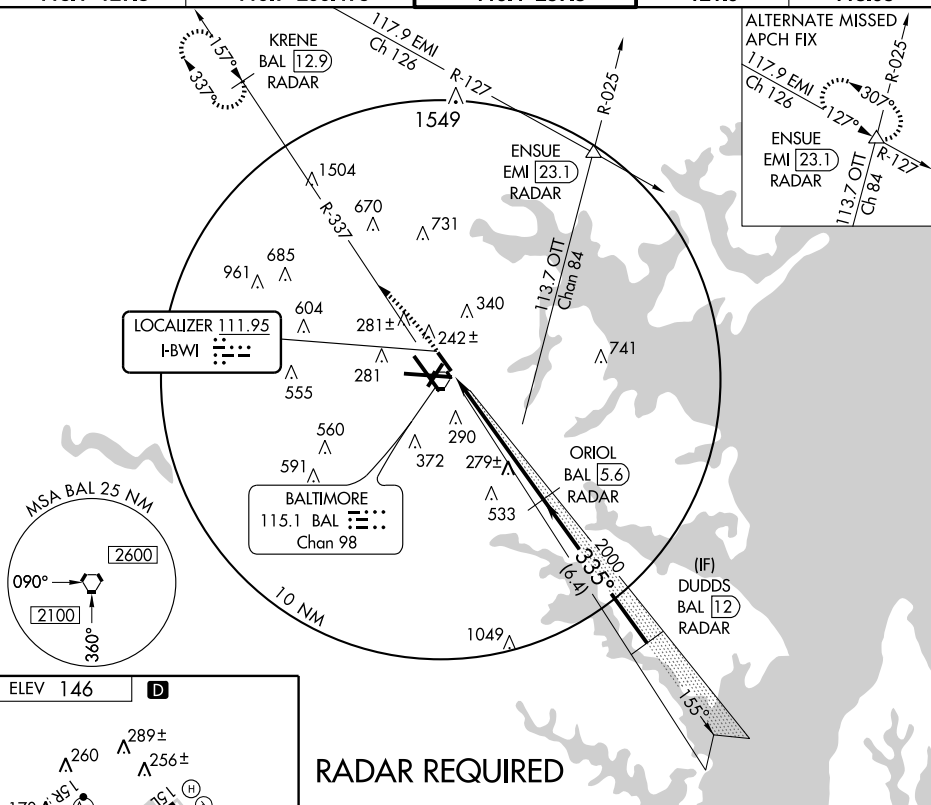 KRENE
BAL 12.9
RADAR
157°
337°
117.9 EMI
Ch 126
R-127
R-025
1549
ENSUE
EMI 23.1
RADAR
ALTERNATE MISSED
APCH FIX
117.9 EMI
Ch 126
R-025
307°
127°
R-127
ENSUE
EMI 23.1
RADAR
113.7 OTT
Ch 84
1504
R-337
670
731
113.7 OTT
Chan 84
685
961
604
340
LOCALIZER 111.95
I-BWI
281±
242±
741
281
555
290
560
372
279±
ORIOL
BAL 5.6
RADAR
591
533
BALTIMORE
115.1 BAL
Chan 98
MSA BAL 25 NM
2600
090°
2100
360°
2000
335°
(6.4)
(IF)
DUDDS
BAL 12
RADAR
10 NM
1049
155°
ELEV 146
D
289±
260
256±
15R
15L
H
RADAR REQUIRED